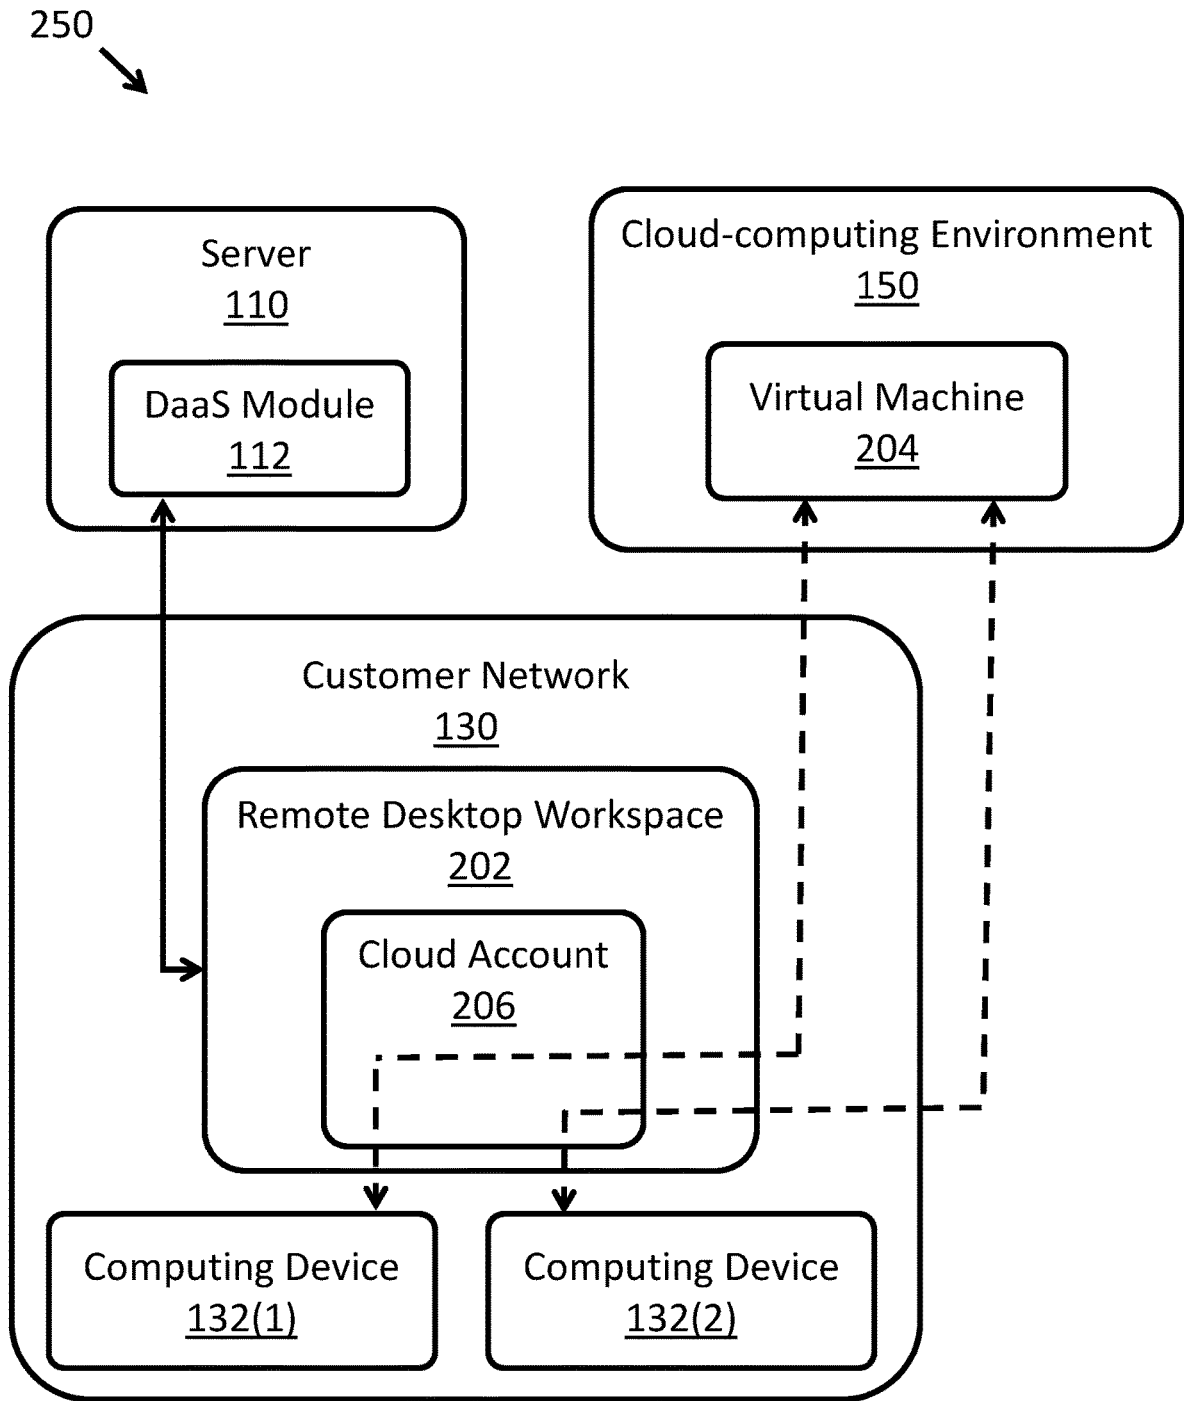 250
Server
110
DaaS Module
112
Cloud-computing Environment
150
Virtual Machine
204
Customer Network
130
Remote Desktop Workspace
202
Cloud Account
206
Computing Device
132(1)
Computing Device
132(2)